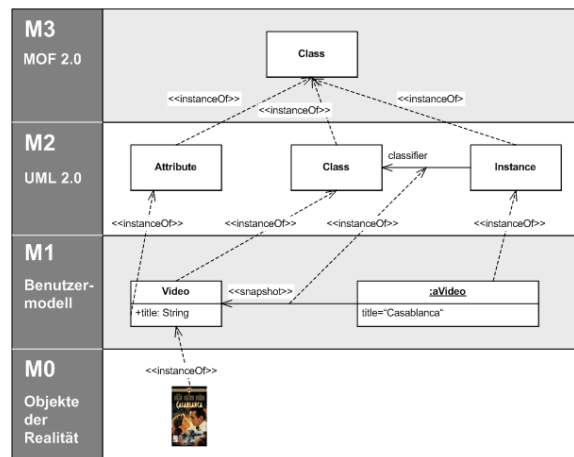 M3
MOF 2.0
Class
<<instanceOf>>
<<instanceOf>>
<<instanceOf>
M2
UML 2.0
Attribute
Class
classifier
Instance
<<instanceOf>>
<<instanceOf>>
<<instanceOf>>
<<instanceOf>>
M1
Benutzer-
modell
Video
+title: String
<<snapshot>>
:aVideo
title="Casablanca"
M0
Objekte
der
Realität
<<instanceOf>>
CASABLANCA